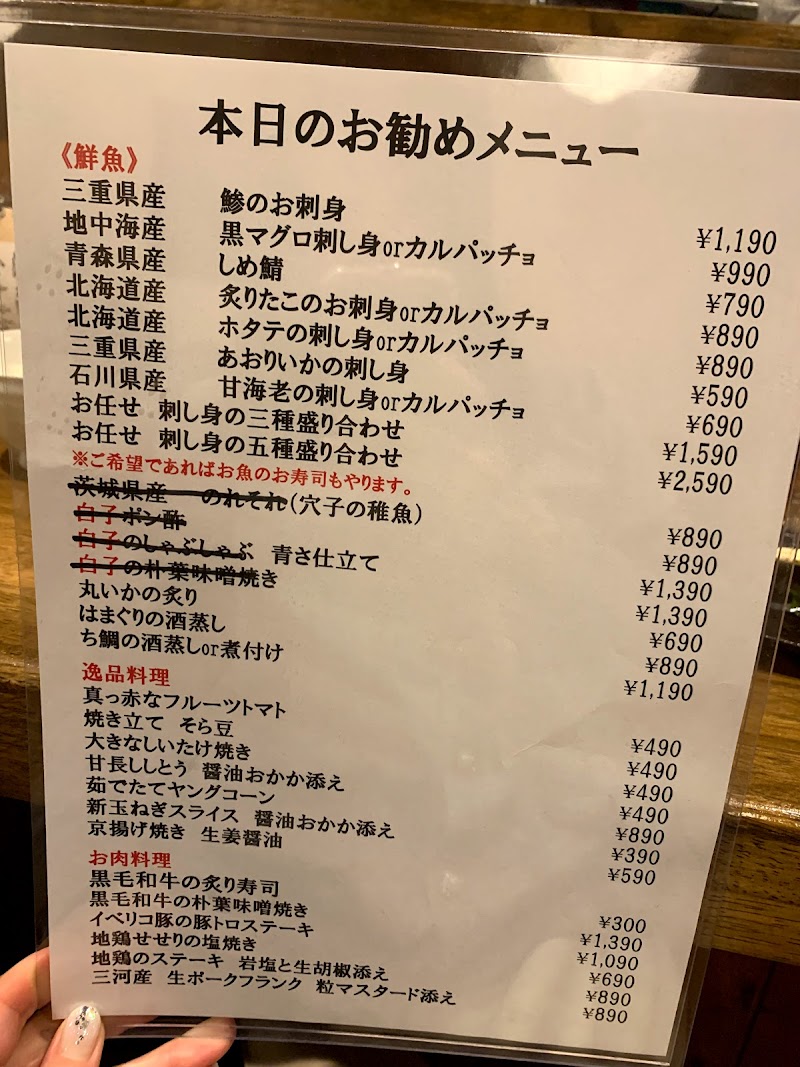 本日のお勧めメニュー
《鮮魚》
三重県産 鯵のお刺身 ¥1,190
地中海産 黒マグロ刺し身orカルパッチョ ¥990
青森県産 しめ鯖 ¥790
北海道産 炙りたこのお刺身orカルパッチョ ¥890
北海道産 ホタテの刺し身orカルパッチョ ¥890
三重県産 あおりいかの刺し身 ¥590
石川県産 甘海老の刺し身orカルパッチョ ¥690
お任せ 刺し身の三種盛り合わせ ¥1,590
お任せ 刺し身の五種盛り合わせ ¥2,590
※ご希望であればお魚のお寿司もやります。
茨城県産 のれそれ(穴子の稚魚) ¥890
白子ポン酢 ¥890
白子のしゃぶしゃぶ 青さ仕立て ¥1,390
白子の朴葉味噌焼き ¥1,390
丸いかの炙り ¥690
はまぐりの酒蒸し ¥890
ち鯛の酒蒸しor煮付け ¥1,190
逸品料理
真っ赤なフルーツトマト ¥490
焼き立て そら豆 ¥490
大きなしいたけ焼き ¥490
甘長ししとう 醤油おかか添え ¥490
茹でたてヤングコーン ¥890
新玉ねぎスライス 醤油おかか添え ¥390
京揚げ焼き 生姜醤油 ¥590
お肉料理
黒毛和牛の炙り寿司 ¥300
黒毛和牛の朴葉味噌焼き ¥1,390
イベリコ豚の豚トロステーキ ¥1,090
地鶏せせりの塩焼き ¥690
地鶏のステーキ 岩塩と生胡椒添え ¥890
三河産 生ポークフランク 粒マスタード添え ¥890